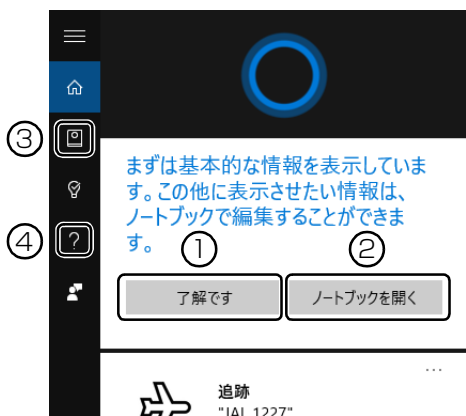 ③
まずは基本的な情報を表示していま
す。この他に表示させたい情報は、
ノートブックで編集することができま
す。
④
?
①
②
了解です
ノートブックを開く
...
追跡
"JAL 1227"